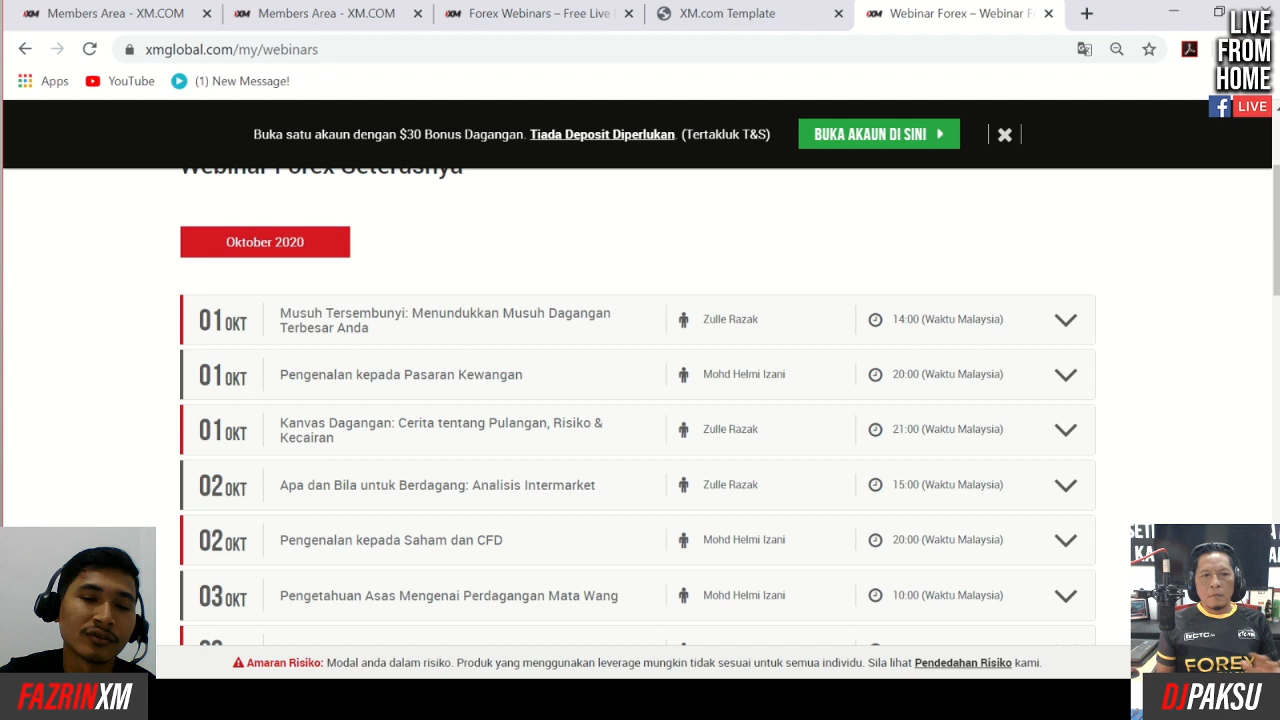 Members Area - XM.COM
Members Area - XM.COM
Forex Webinars – Free Live
XM.com Template
Webinar Forex – Webinar F
xmglobal.com/my/webinars
Apps
YouTube
(1) New Message!
LIVE
FROM
HOME
LIVE
Buka satu akaun dengan $30 Bonus Dagangan. Tiada Deposit Diperlukan. (Tertakluk T&S)
BUKA AKAUN DI SINI
Webinar Forex Seterusnya
Oktober 2020
01 OKT
Musuh Tersembunyi: Menundukkan Musuh Dagangan
Terbesar Anda
Zulle Razak
14:00 (Waktu Malaysia)
01 OKT
Pengenalan kepada Pasaran Kewangan
Mohd Helmi Izani
20:00 (Waktu Malaysia)
01 OKT
Kanvas Dagangan: Cerita tentang Pulangan, Risiko &
Kecairan
Zulle Razak
21:00 (Waktu Malaysia)
02 OKT
Apa dan Bila untuk Berdagang: Analisis Intermarket
Zulle Razak
15:00 (Waktu Malaysia)
02 OKT
Pengenalan kepada Saham dan CFD
Mohd Helmi Izani
20:00 (Waktu Malaysia)
03 OKT
Pengetahuan Asas Mengenai Perdagangan Mata Wang
Mohd Helmi Izani
10:00 (Waktu Malaysia)
Amaran Risiko: Modal anda dalam risiko. Produk yang menggunakan leverage mungkin tidak sesuai untuk semua individu. Sila lihat Pendedahan Risiko kami.
FOREX
FAZRINXM
DJPAKSU